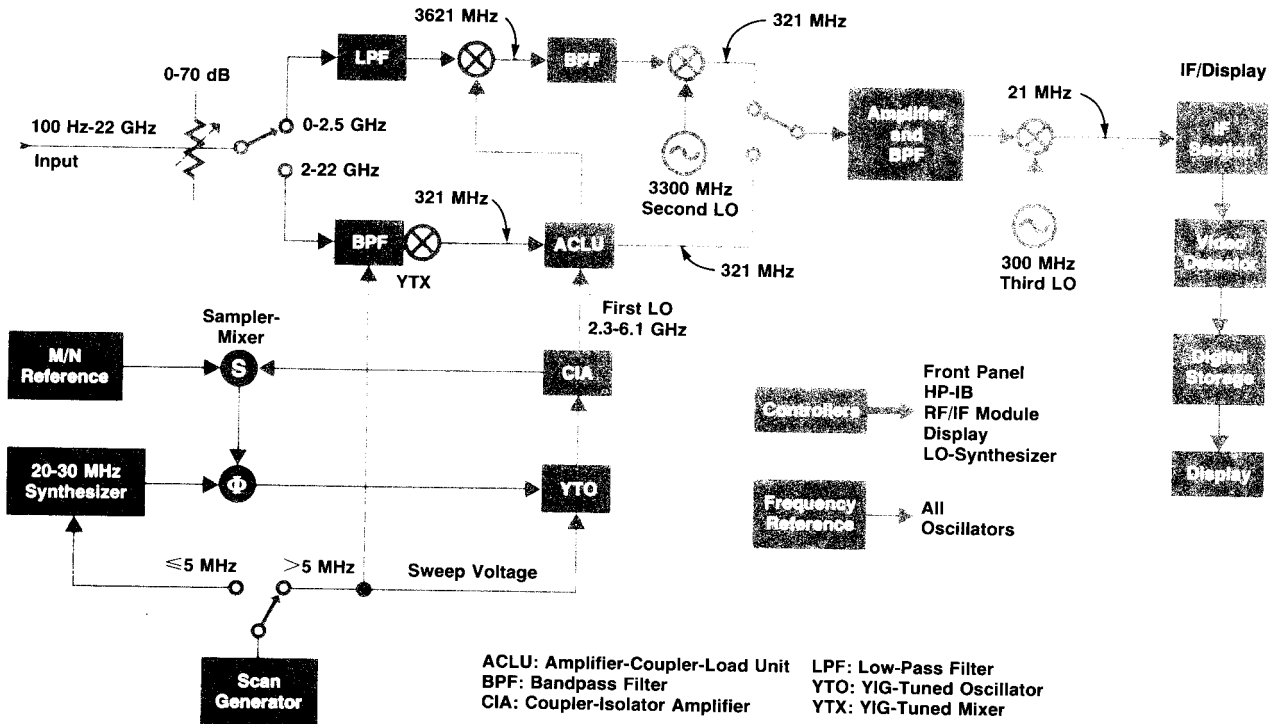 3621 MHz
321 MHz
LPF
BPF
0-70 dB
IF/Display
21 MHz
100 Hz-22 GHz
Input
0-2.5 GHz
Amplifier
and
BPF
IF
Section
2-22 GHz
3300 MHz
Second LO
321 MHz
BPF
YTX
ACLU
321 MHz
300 MHz
Third LO
Video
Detector
First LO
2.3-6.1 GHz
Sampler-
Mixer
M/N
Reference
S
CIA
Digital
Storage
Controllers
Front Panel
HP-IB
RF/IF Module
Display
LO-Synthesizer
20-30 MHz
Synthesizer
Φ
YTO
Display
Frequency
Reference
All
Oscillators
≤5 MHz
>5 MHz
Sweep Voltage
Scan
Generator
ACLU: Amplifier-Coupler-Load Unit
BPF: Bandpass Filter
CIA: Coupler-Isolator Amplifier
LPF: Low-Pass Filter
YTO: YIG-Tuned Oscillator
YTX: YIG-Tuned Mixer